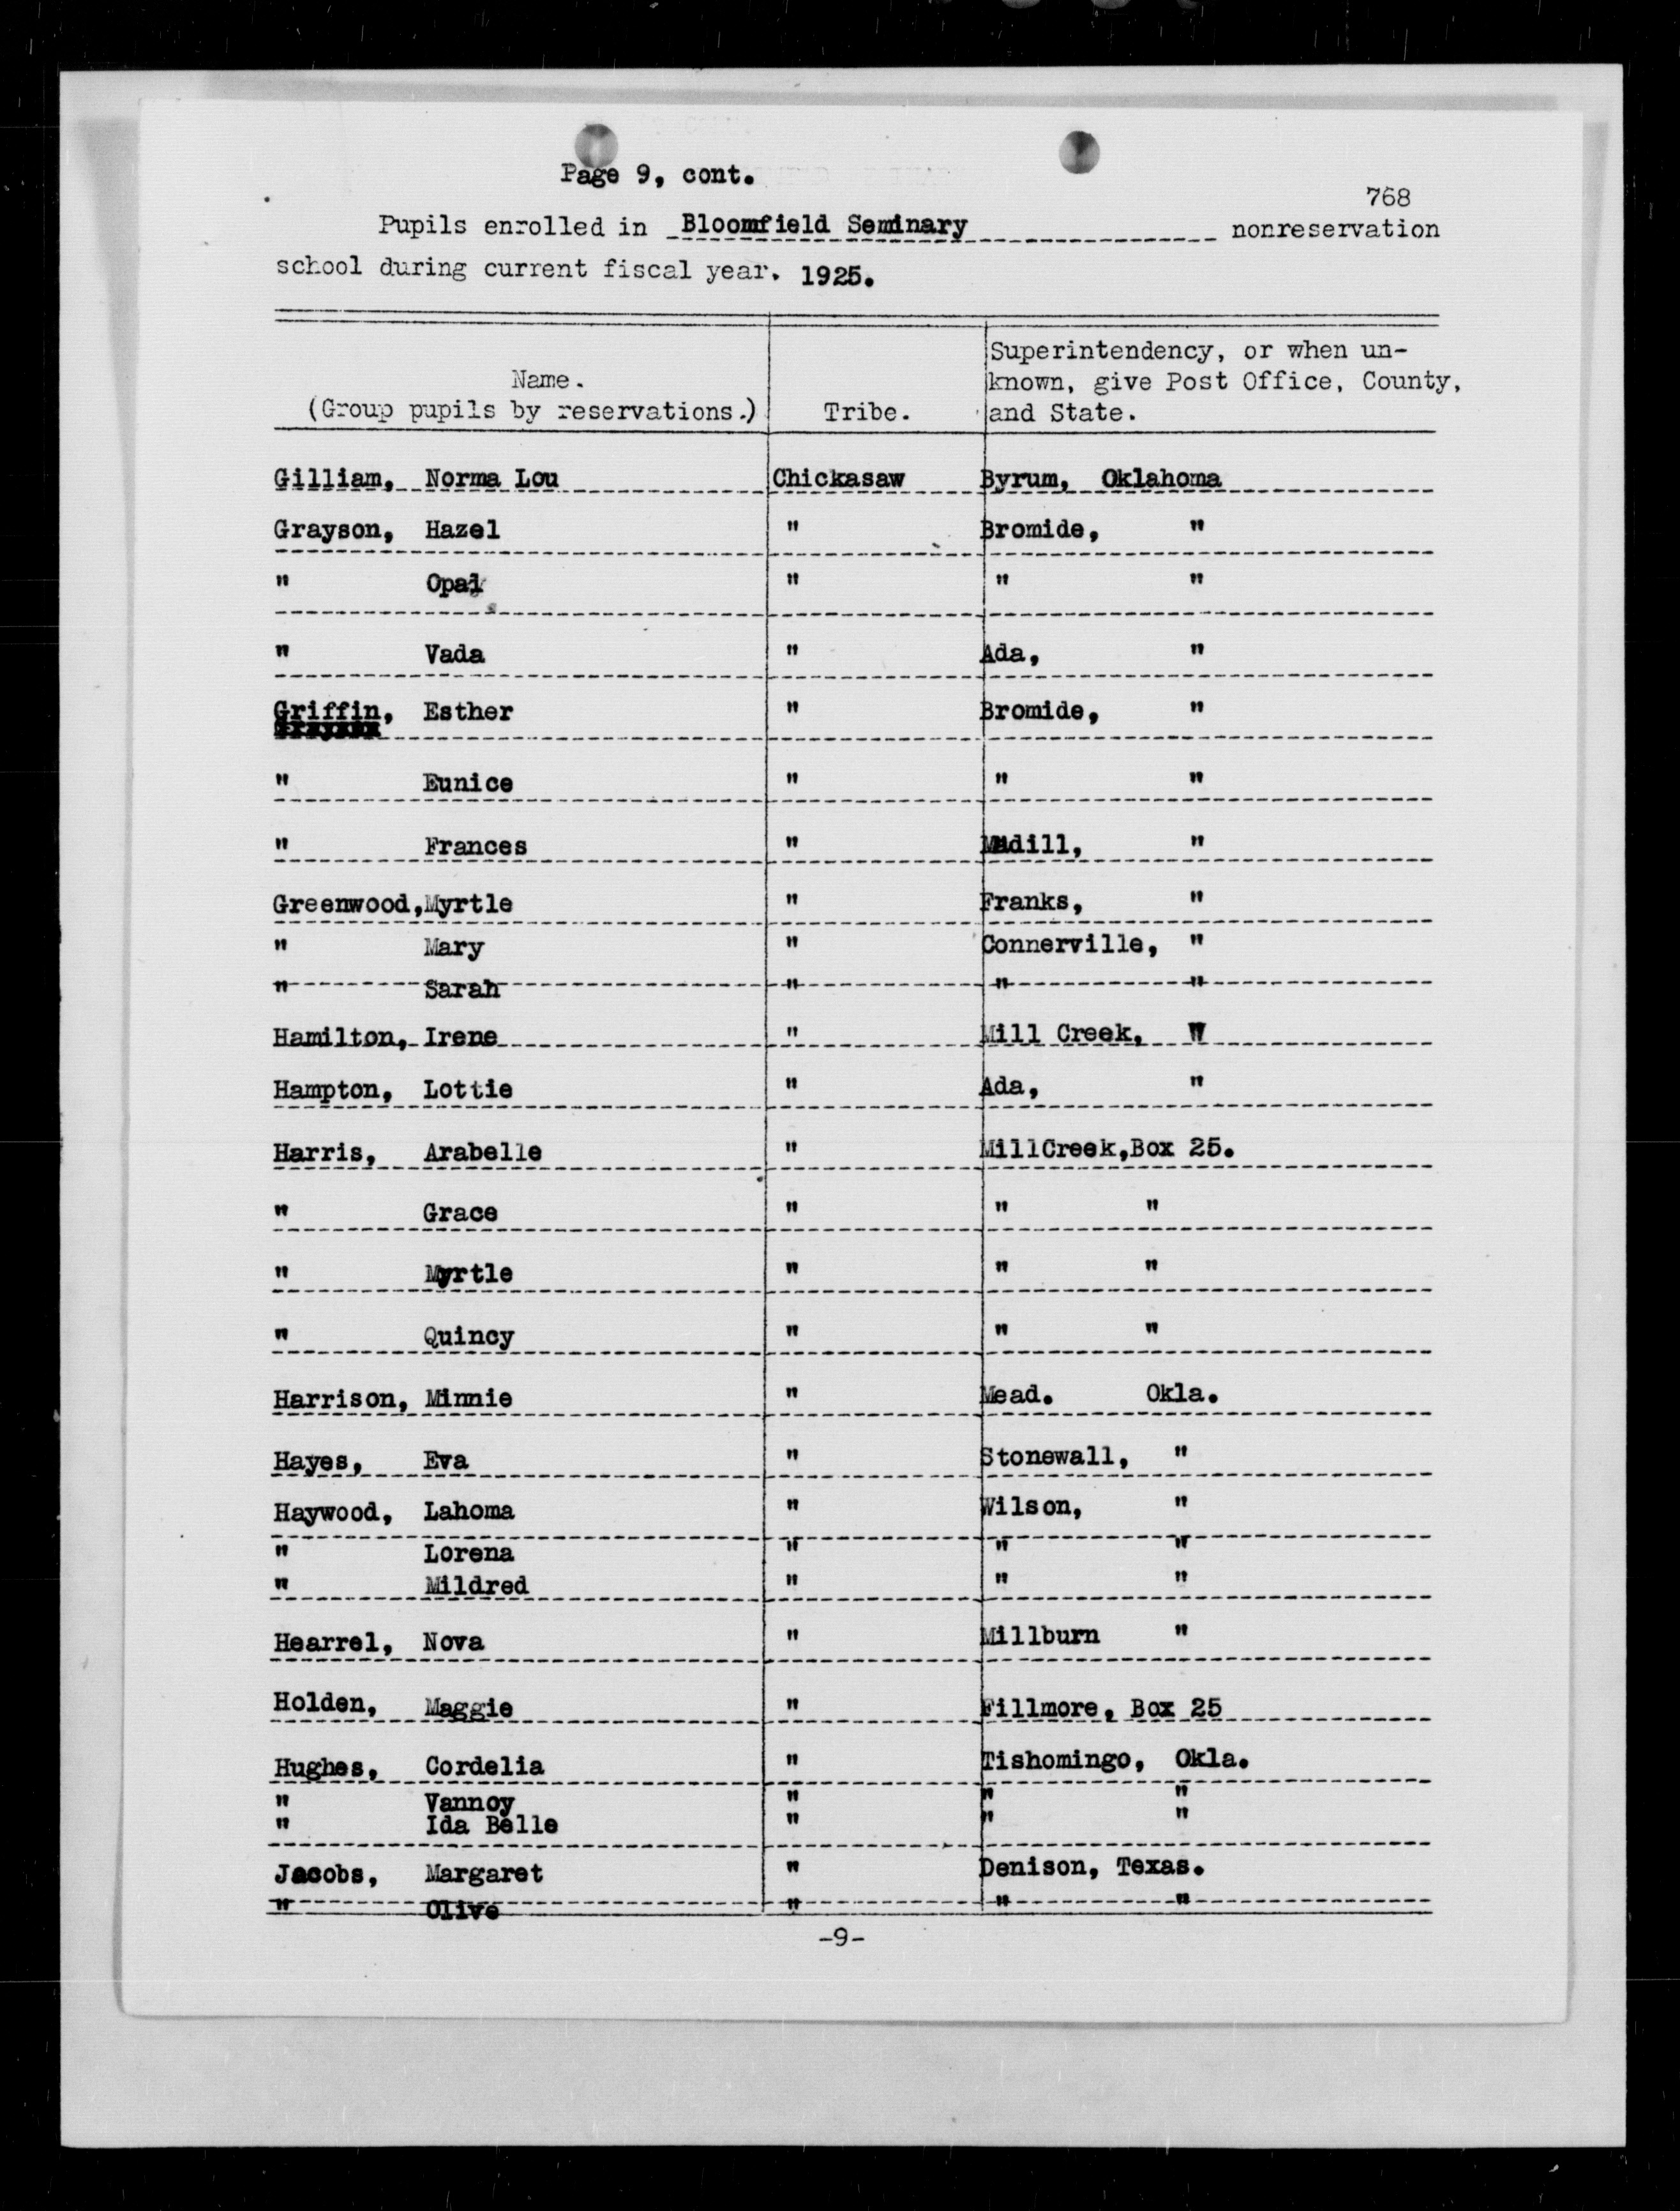 Page 9, cont.
768
Pupils enrolled in Bloomfield Seminary nonreservation
school during current fiscal year. 1925.
Name.
(Group pupils by reservations.)
Tribe.
Superintendency, or when un-
known, give Post Office, County,
and State.
Gilliam, Norma Lou Chickasaw Byrum, Oklahoma
Grayson, Hazel " Bromide, "
" Opal " " "
" Vada " Ada, "
Griffin, Esther " Bromide, "
" Eunice " " "
" Frances " Madill, "
Greenwood,Myrtle " Franks, "
" Mary " Connerville, "
" Sarah " " "
Hamilton, Irene " Mill Creek, "
Hampton, Lottie " Ada, "
Harris, Arabelle " MillCreek,Box 25.
" Grace " " "
" Myrtle " " "
" Quincy " " "
Harrison, Minnie " Mead. Okla.
Hayes, Eva " Stonewall, "
Haywood, Lahoma " Wilson, "
" Lorena " " "
" Mildred " " "
Hearrel, Nova " Millburn "
Holden, Maggie " Fillmore, Box 25
Hughes, Cordelia " Tishomingo, Okla.
" Vannoy " " "
" Ida Belle " " "
Jacobs, Margaret " Denison, Texas.
" Olive " " "
-9-